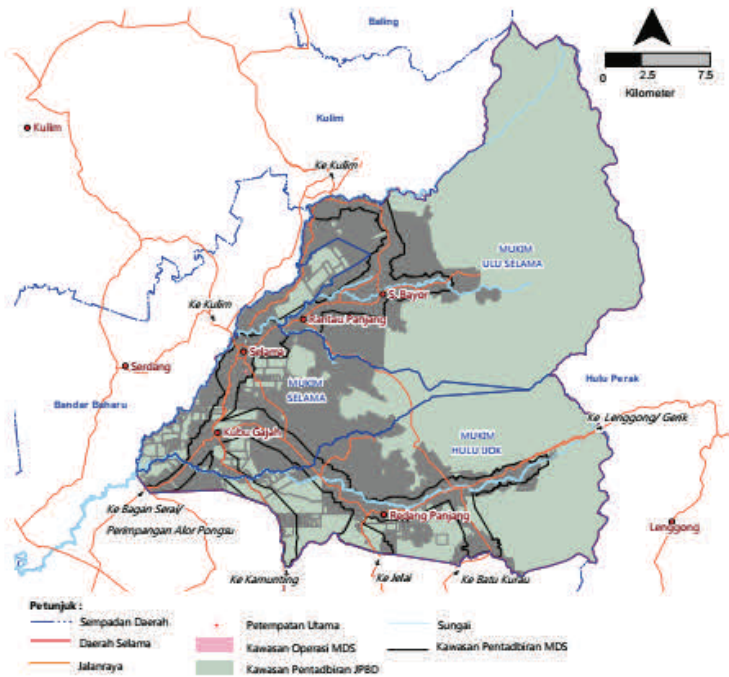 Baling
0 2.5 7.5
Kilometer
Kulim
Kulim
Ke Kulim
MUKIM
ULU SELAMA
S. Bayor
Ke Kulim
Rantau Panjang
Selama
Serdang
Hulu Perak
MUKIM
SELAMA
Bandar Baharu
Ke Lenggong/ Gerik
Kubu Gajah
MUKIM
HULU IJOK
Ke Bagan Serai/
Perimpangan Alor Pongsu
Redang Panjang
Lenggong
Ke Kamunting
Ke Jelai
Ke Batu Kurau
Petunjuk :
Sempadan Daerah
Petempatan Utama
Sungai
Daerah Selama
Kawasan Operasi MDS
Kawasan Pentadbiran MDS
Jalanraya
Kawasan Pentadbiran JPBD